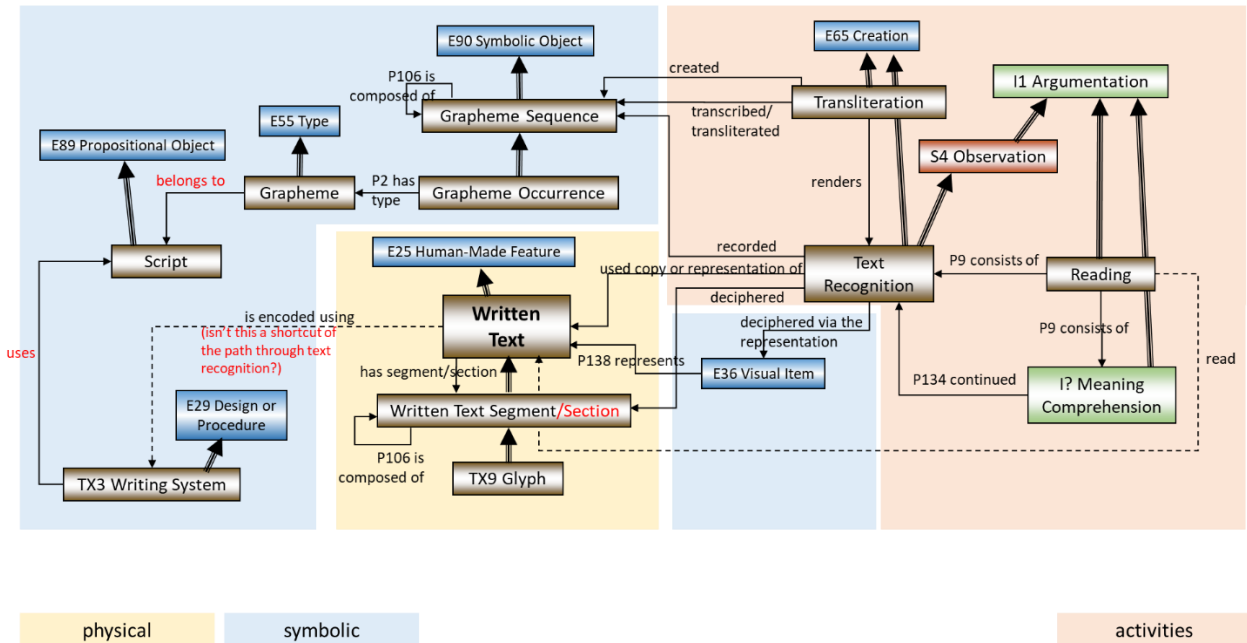 E90 Symbolic Object
E65 Creation
P106 is
composed of
created
I1 Argumentation
Transliteration
E55 Type
Grapheme Sequence
transcribed/
transliterated
E89 Propositional Object
S4 Observation
belongs to
Grapheme
P2 has
type
Grapheme Occurrence
renders
Script
E25 Human-Made Feature
recorded
used copy or representation of
deciphered
Text
Recognition
P9 consists of
Reading
Written
Text
is encoded using
(isn't this a shortcut of
the path through text
recognition?)
deciphered via the
representation
P9 consists of
uses
has segment/section
P138 represents
E36 Visual Item
read
P134 continued
I? Meaning
Comprehension
E29 Design or
Procedure
Written Text Segment/Section
P106 is
composed of
TX9 Glyph
TX3 Writing System
physical
symbolic
activities